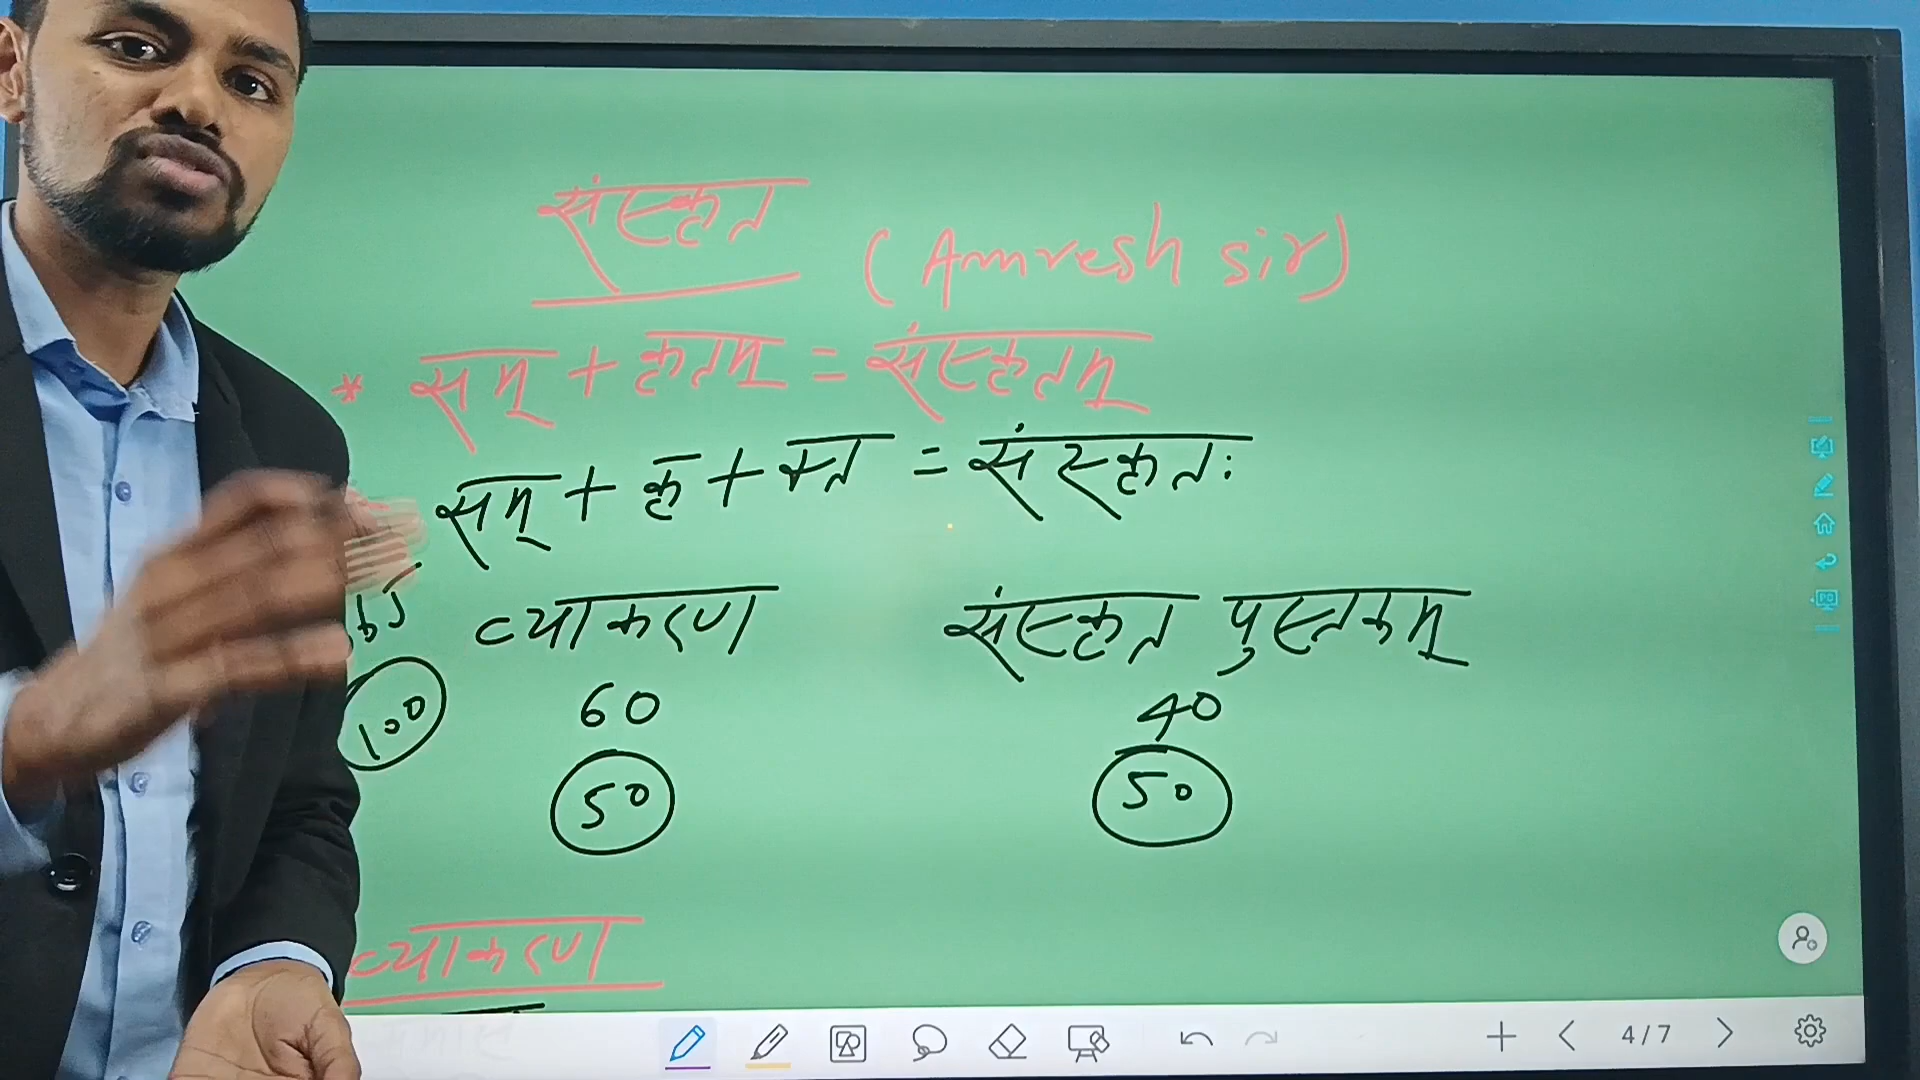 संस्कृत
(Amresh sir)
* सम् + कृतम् = संस्कृतम्
सम् + कृ + क्त = संस्कृतः
व्याकरण संस्कृत पुस्तकम्
100 60 40
50 50
व्याकरण
4/7